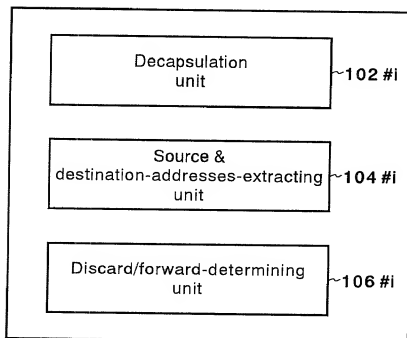 Decapsulation
unit
102 #i
Source &
destination-addresses-extracting
unit
104 #i
Discard/forward-determining
unit
106 #i